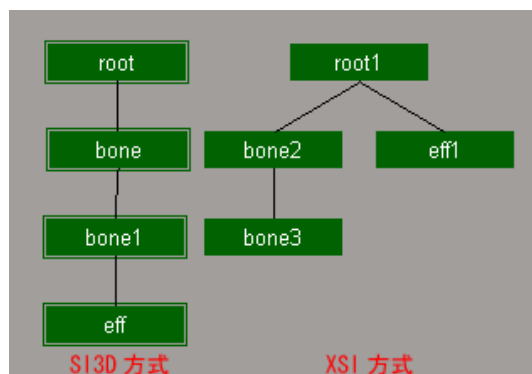 root
root1
bone
bone2
eff1
bone1
bone3
eff
SI3D 方式
XSI 方式